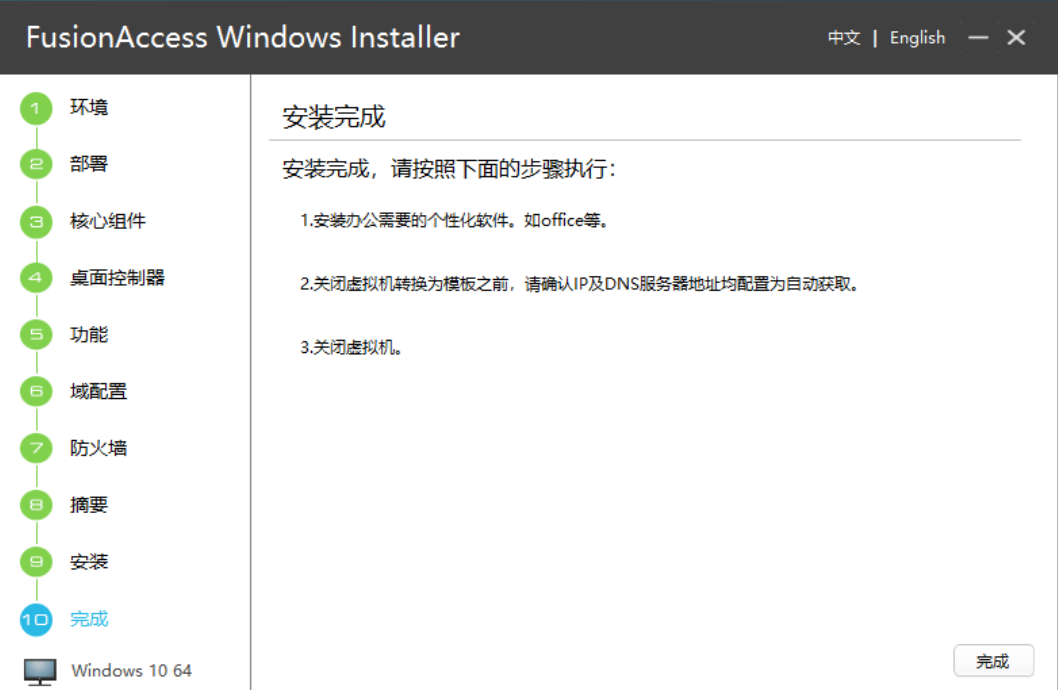 FusionAccess Windows Installer
中文 | English
1 环境
2 部署
3 核心组件
4 桌面控制器
5 功能
6 域配置
7 防火墙
8 摘要
9 安装
10 完成
Windows 10 64
安装完成
安装完成，请按照下面的步骤执行：
1.安装办公需要的个性化软件。如office等。
2.关闭虚拟机转换为模板之前，请确认IP及DNS服务器地址均配置为自动获取。
3.关闭虚拟机。
完成